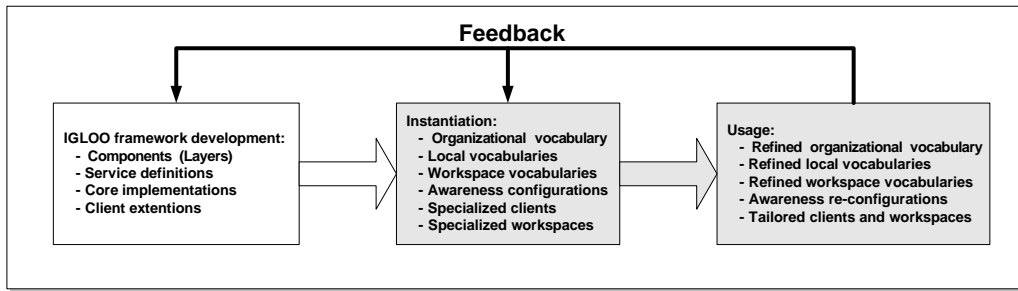 Feedback
IGLOO framework development:
- Components (Layers)
- Service definitions
- Core implementations
- Client extentions
Instantiation:
- Organizational vocabulary
- Local vocabularies
- Workspace vocabularies
- Awareness configurations
- Specialized clients
- Specialized workspaces
Usage:
- Refined organizational vocabulary
- Refined local vocabularies
- Refined workspace vocabularies
- Awareness re-configurations
- Tailored clients and workspaces